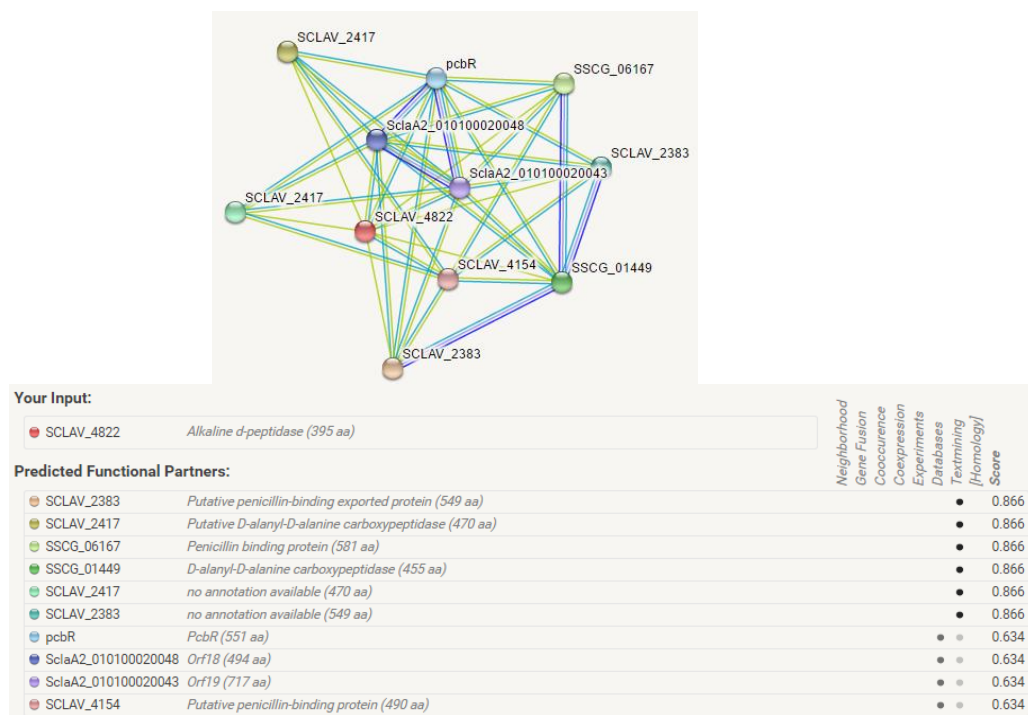 SCLAV_2417
pcbR
SSCG_06167
SclaA2_010100020048
SCLAV_2383
SclaA2_010100020043
SCLAV_2417
SCLAV_4822
SCLAV_4154
SSCG_01449
SCLAV_2383
Your Input:
SCLAV_4822 Alkaline d-peptidase (395 aa)
Neighborhood
Gene Fusion
Cooccurence
Coexpression
Experiments
Databases
Textmining
[Homology]
Score
Predicted Functional Partners:
SCLAV_2383 Putative penicillin-binding exported protein (549 aa) 0.866
SCLAV_2417 Putative D-alanyl-D-alanine carboxypeptidase (470 aa) 0.866
SSCG_06167 Penicillin binding protein (581 aa) 0.866
SSCG_01449 D-alanyl-D-alanine carboxypeptidase (455 aa) 0.866
SCLAV_2417 no annotation available (470 aa) 0.866
SCLAV_2383 no annotation available (549 aa) 0.866
pcbR PcbR (551 aa) 0.634
SclaA2_010100020048 Orf18 (494 aa) 0.634
SclaA2_010100020043 Orf19 (717 aa) 0.634
SCLAV_4154 Putative penicillin-binding protein (490 aa) 0.634